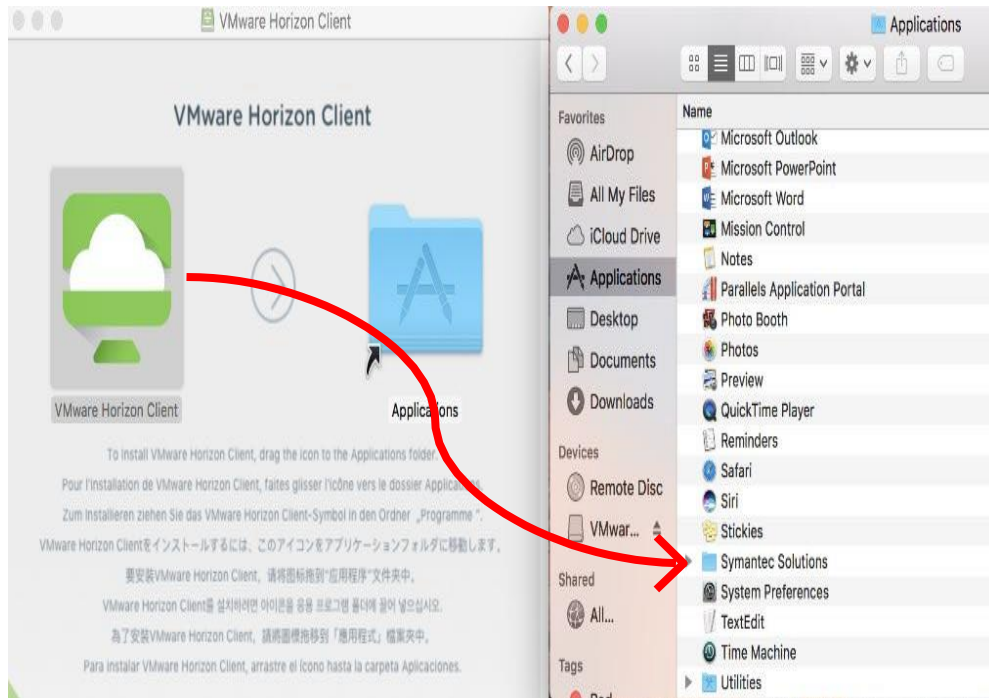 VMware Horizon Client
VMware Horizon Client
VMware Horizon Client
Applications
To install VMware Horizon Client, drag the icon to the Applications folder.
Pour l'installation de VMware Horizon Client, faites glisser l'icône vers le dossier Applications.
Zum Installieren ziehen Sie das VMware Horizon Client-Symbol in den Ordner „Programme “.
VMware Horizon Clientをインストールするには、このアイコンをアプリケーションフォルダに移動します。
要安装VMware Horizon Client，请将图标拖到“应用程序”文件夹中。
VMware Horizon Client를 설치하려면 아이콘을 응용 프로그램 폴더에 끌어 넣으십시오.
為了安裝VMware Horizon Client，請將圖標拖移到「應用程式」檔案夾中。
Para instalar VMware Horizon Client, arrastre el ícono hasta la carpeta Aplicaciones.
Applications
Favorites
AirDrop
All My Files
iCloud Drive
Applications
Desktop
Documents
Downloads
Devices
Remote Disc
VMwar...
Shared
All...
Tags
Name
Microsoft Outlook
Microsoft PowerPoint
Microsoft Word
Mission Control
Notes
Parallels Application Portal
Photo Booth
Photos
Preview
QuickTime Player
Reminders
Safari
Siri
Stickies
Symantec Solutions
System Preferences
TextEdit
Time Machine
Utilities